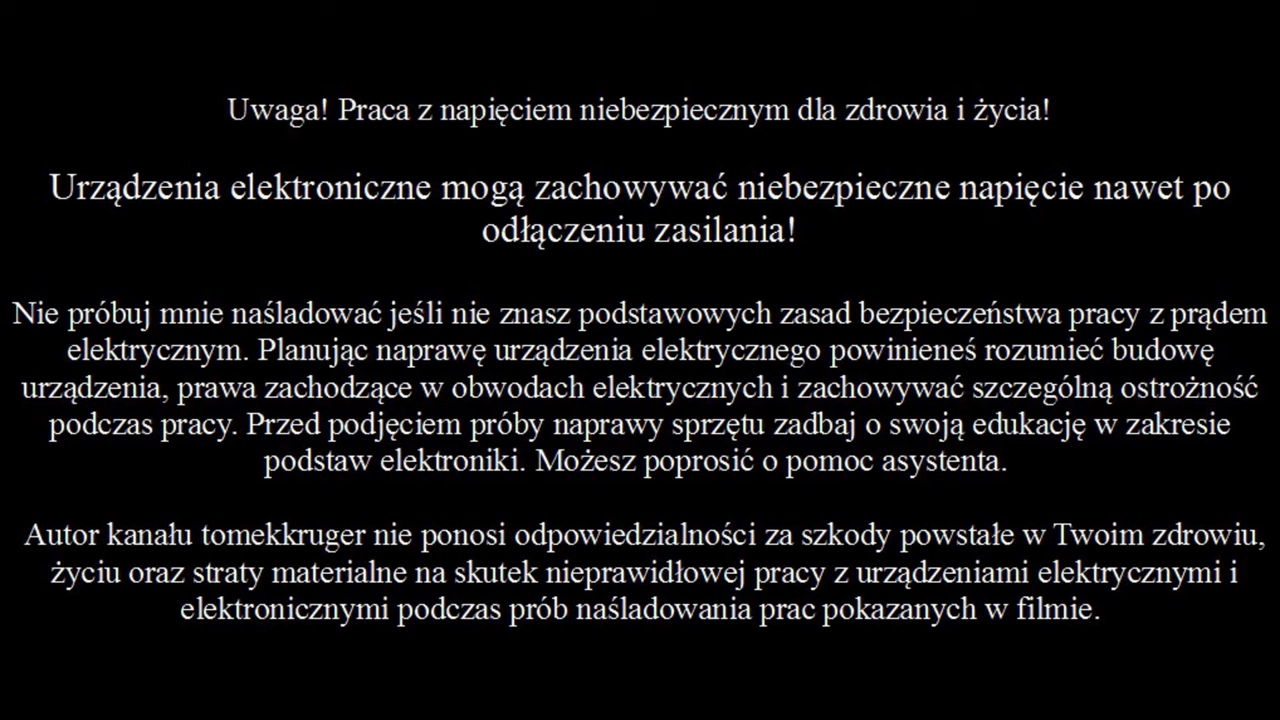 Uwaga! Praca z napięciem niebezpiecznym dla zdrowia i życia!
Urządzenia elektroniczne mogą zachowywać niebezpieczne napięcie nawet po
odłączeniu zasilania!
Nie próbuj mnie naśladować jeśli nie znasz podstawowych zasad bezpieczeństwa pracy z prądem
elektrycznym. Planując naprawę urządzenia elektrycznego powinieneś rozumieć budowę
urządzenia, prawa zachodzące w obwodach elektrycznych i zachowywać szczególną ostrożność
podczas pracy. Przed podjęciem próby naprawy sprzętu zadbaj o swoją edukację w zakresie
podstaw elektroniki. Możesz poprosić o pomoc asystenta.
Autor kanału tomekkruger nie ponosi odpowiedzialności za szkody powstałe w Twoim zdrowiu,
życiu oraz straty materialne na skutek nieprawidłowej pracy z urządzeniami elektrycznymi i
elektronicznymi podczas prób naśladowania prac pokazanych w filmie.